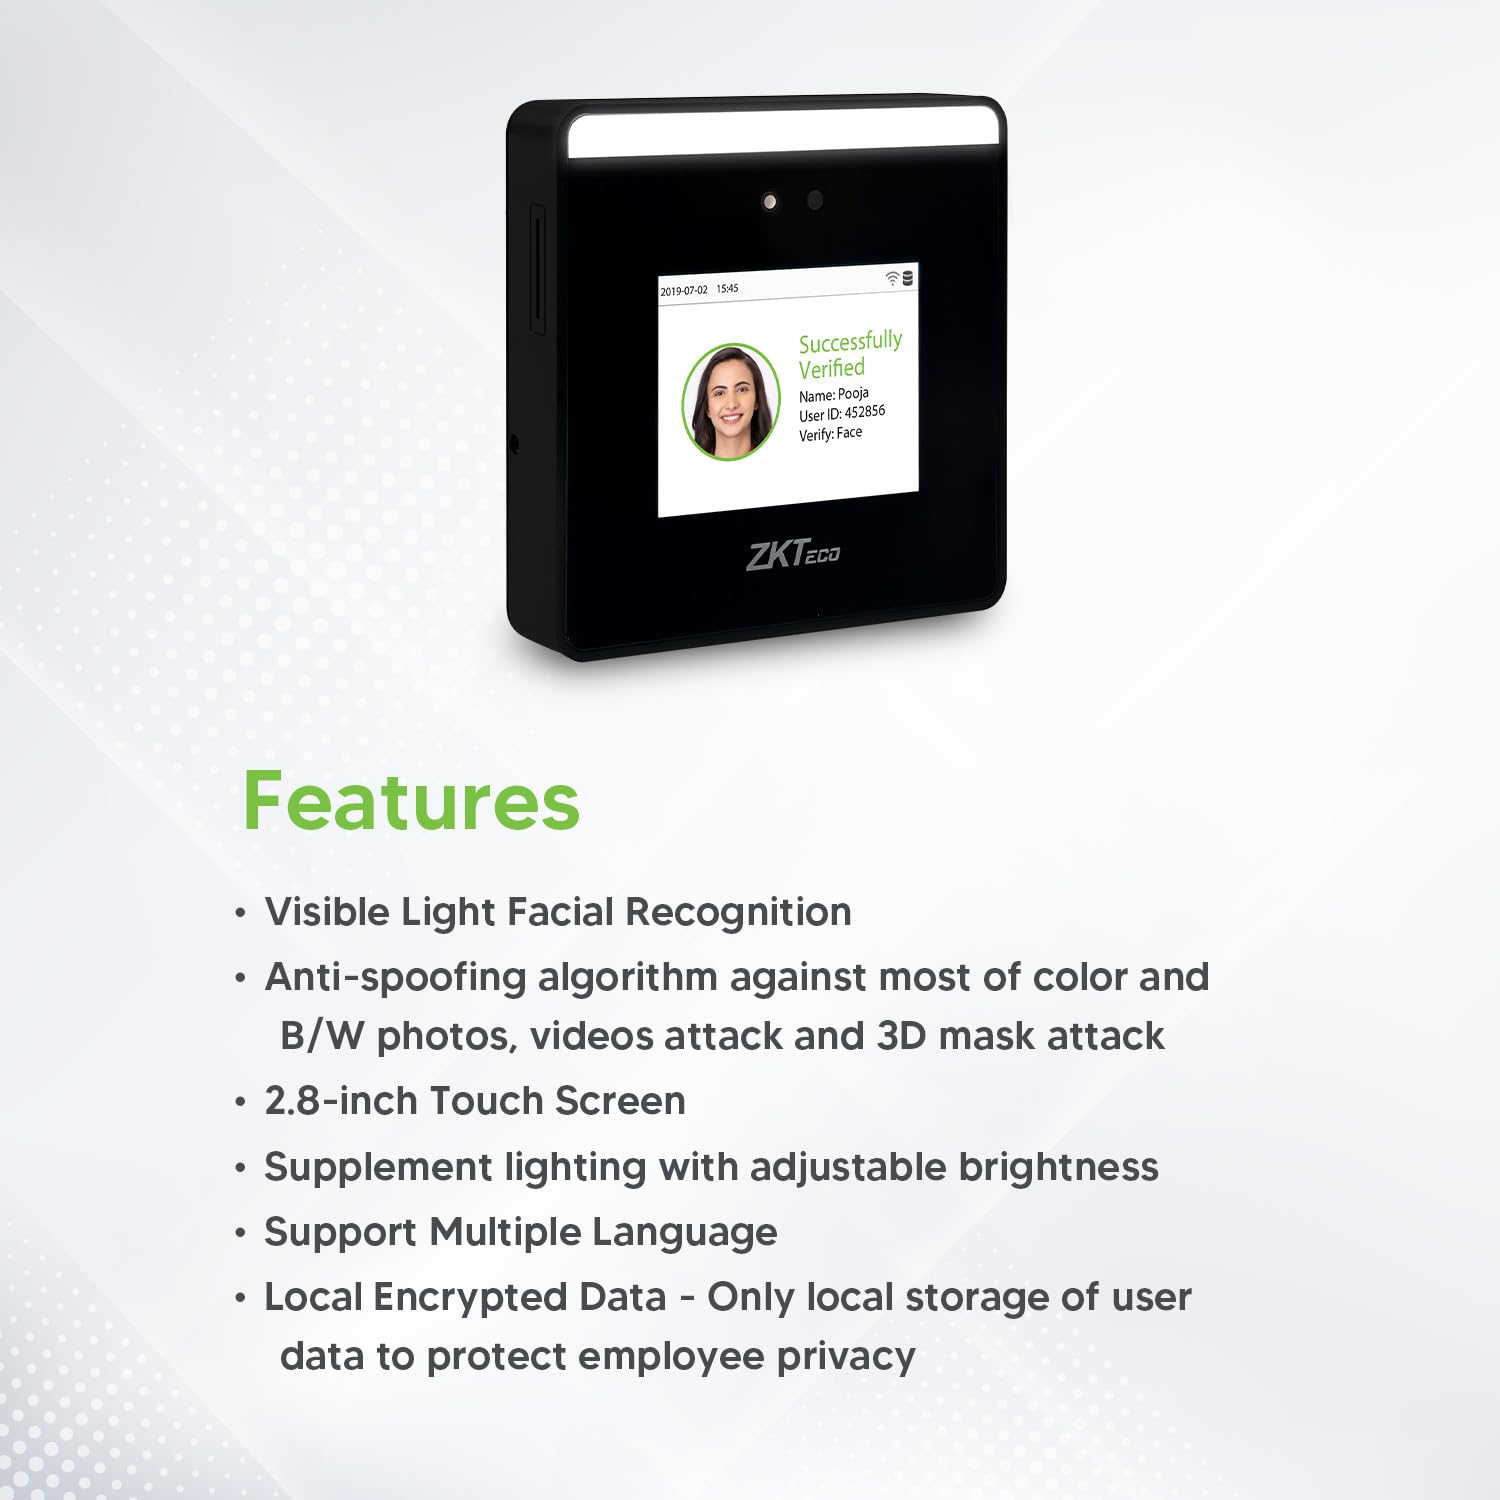 2019-07-02 15:45
Successfully
Verified
Name: Pooja
User ID: 452856
Verify: Face
ZKTECO
Features
• Visible Light Facial Recognition
• Anti-spoofing algorithm against most of color and
B/W photos, videos attack and 3D mask attack
• 2.8-inch Touch Screen
• Supplement lighting with adjustable brightness
• Support Multiple Language
• Local Encrypted Data - Only local storage of user
data to protect employee privacy